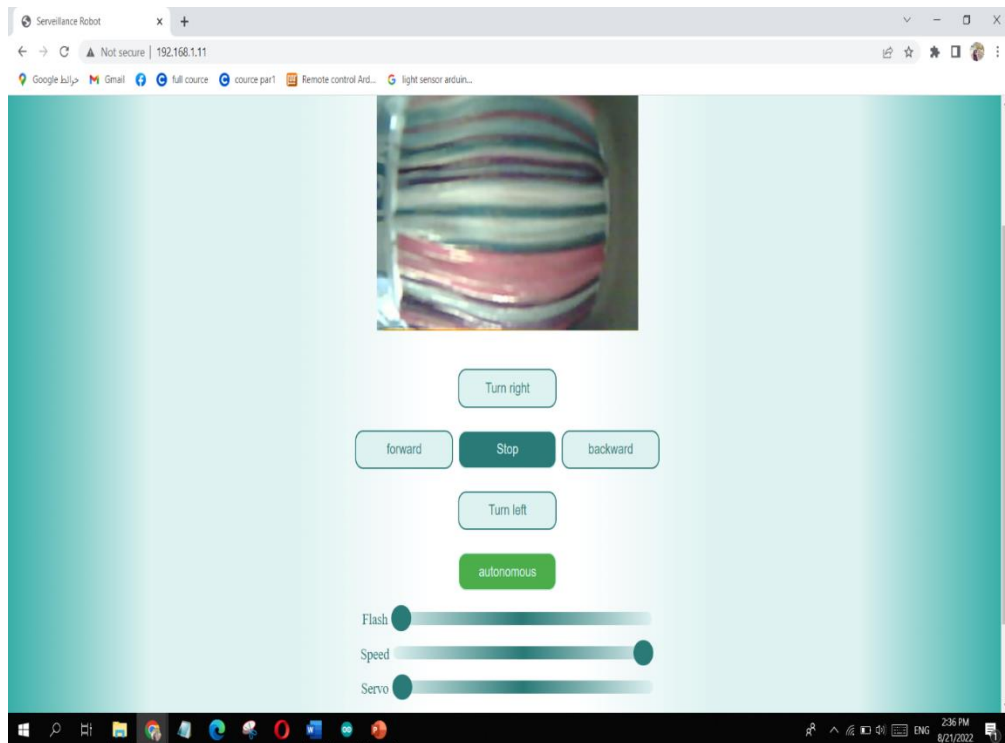 Serveillance Robot
Not secure | 192.168.1.11
Google خرائط Gmail full cource cource par1 Remote control Ard... light sensor arduin...
Turn right
forward Stop backward
Turn left
autonomous
Flash
Speed
Servo
ENG 2:36 PM
8/21/2022